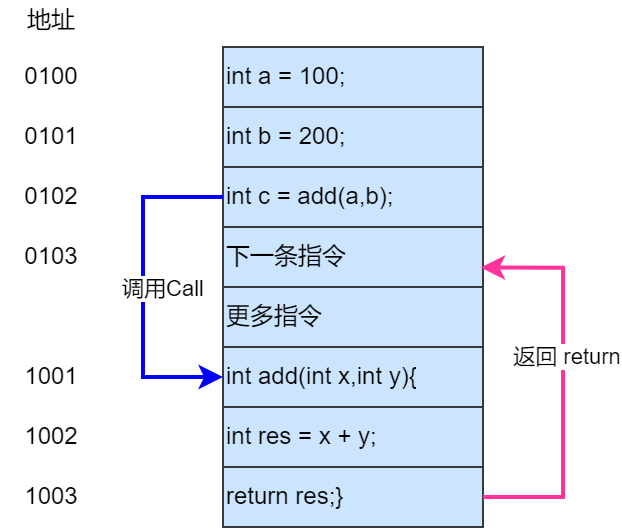 地址
0100
int a = 100;
0101
int b = 200;
0102
int c = add(a,b);
0103
下一条指令
调用Call
更多指令
返回 return
1001
int add(int x,int y){
1002
int res = x + y;
1003
return res;}